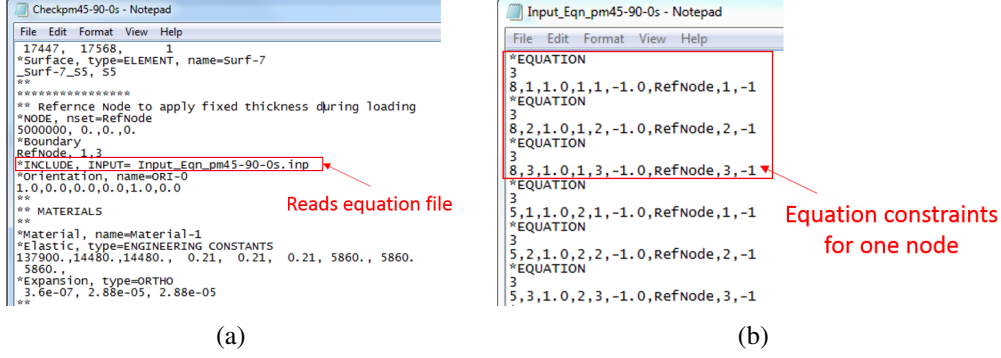 Checkpm45-90-0s - Notepad
File Edit Format View Help
17447, 17568, 1
*Surface, type=ELEMENT, name=Surf-7
_Surf-7_S5, S5
**
****************
** Refernce Node to apply fixed thickness during loading
*NODE, nset=RefNode
5000000, 0.,0.,0.
*Boundary
RefNode, 1,3
*INCLUDE, INPUT= Input_Eqn_pm45-90-0s.inp
*Orientation, name=ORI-0
1.0,0.0,0.0,0.0,1.0,0.0
**
** MATERIALS
**
*Material, name=Material-1
*Elastic, type=ENGINEERING CONSTANTS
137900.,14480.,14480., 0.21, 0.21, 0.21, 5860., 5860.
5860.,
*Expansion, type=ORTHO
3.6e-07, 2.88e-05, 2.88e-05
**
Reads equation file
(a)
Input_Eqn_pm45-90-0s - Notepad
File Edit Format View Help
*EQUATION
3
8,1,1.0,1,1,-1.0,RefNode,1,-1
*EQUATION
3
8,2,1.0,1,2,-1.0,RefNode,2,-1
*EQUATION
3
8,3,1.0,1,3,-1.0,RefNode,3,-1
*EQUATION
3
5,1,1.0,2,1,-1.0,RefNode,1,-1
*EQUATION
3
5,2,1.0,2,2,-1.0,RefNode,2,-1
*EQUATION
3
5,3,1.0,2,3,-1.0,RefNode,3,-1
Equation constraints
for one node
(b)